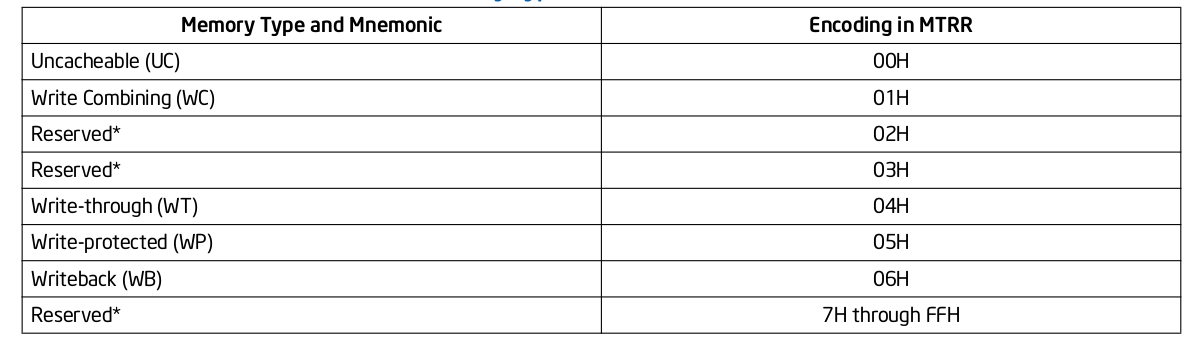 Memory Type and Mnemonic Encoding in MTRR
Uncacheable (UC) 00H
Write Combining (WC) 01H
Reserved* 02H
Reserved* 03H
Write-through (WT) 04H
Write-protected (WP) 05H
Writeback (WB) 06H
Reserved* 7H through FFH